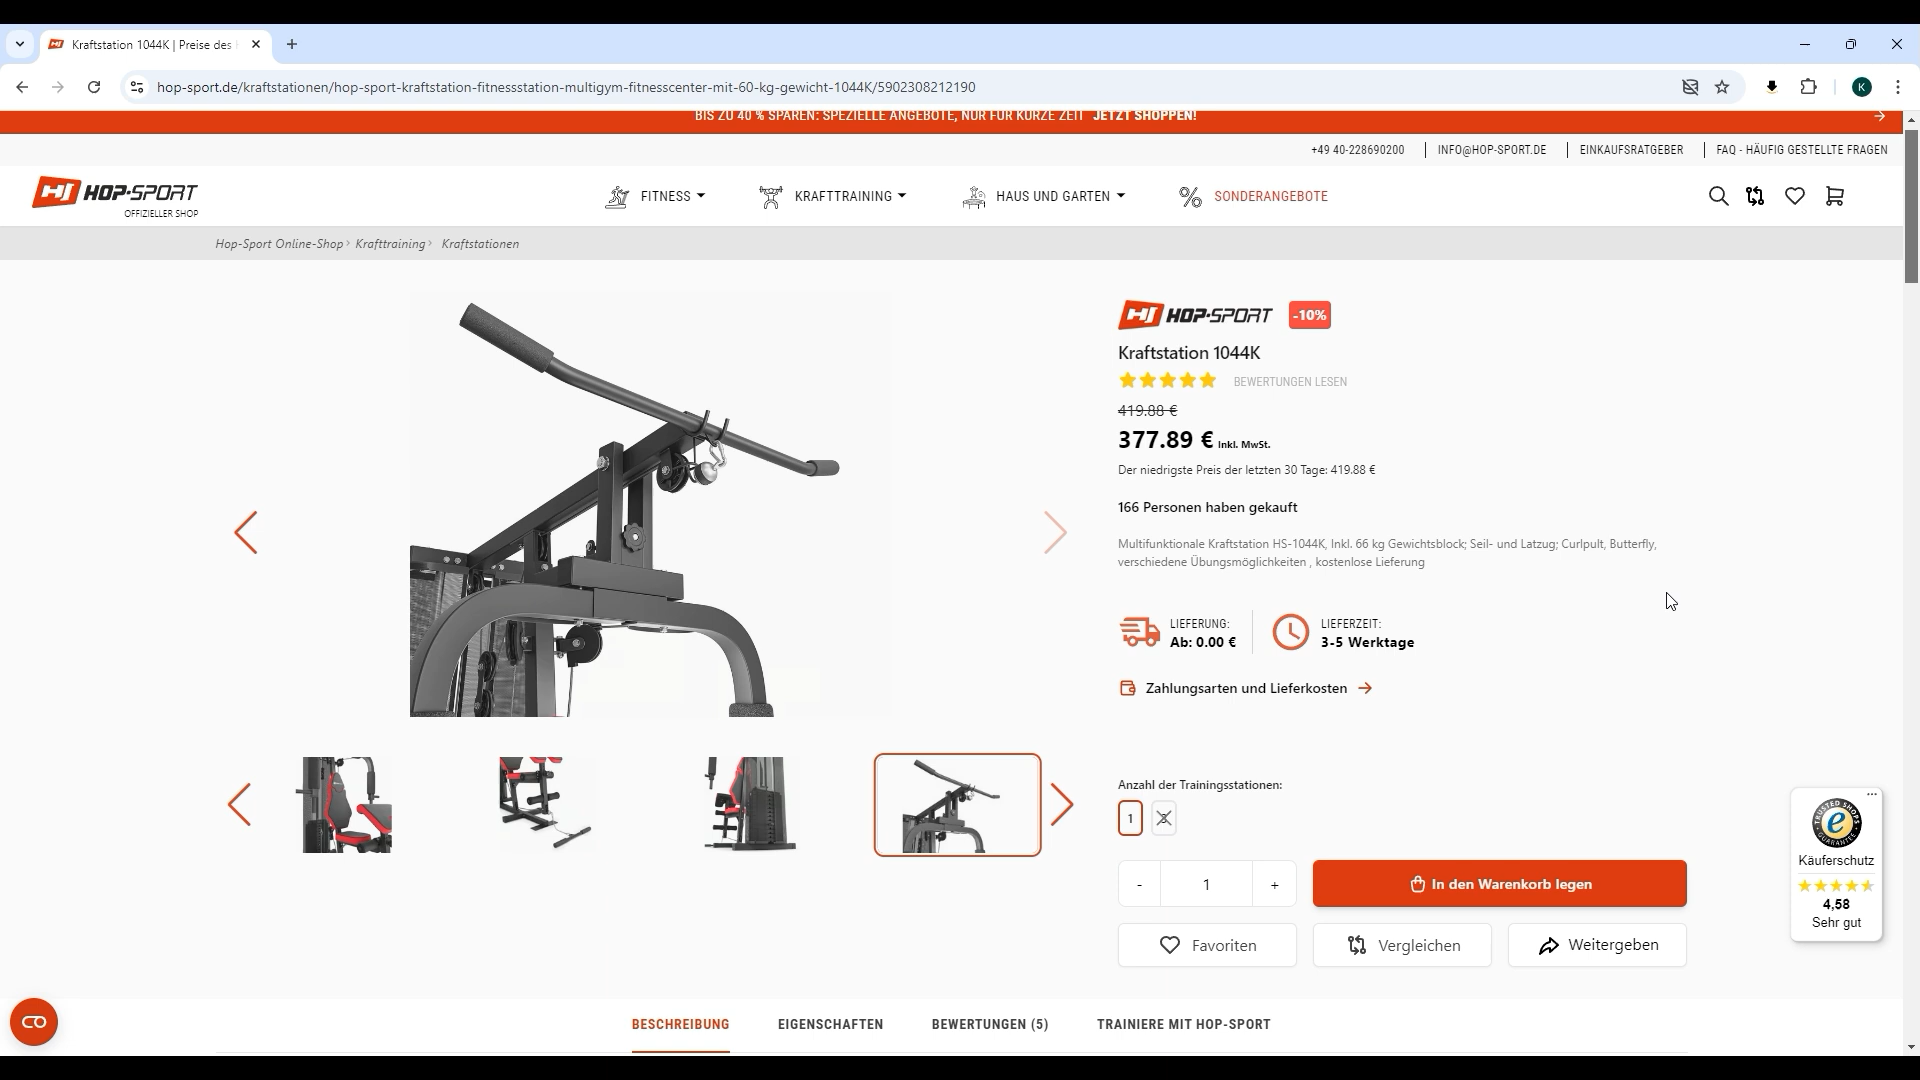 Kraftstation 1044K | Preise des
hop-sport.de/kraftstationen/hop-sport-kraftstation-fitnessstation-multigym-fitnesscenter-mit-60-kg-gewicht-1044K/5902308212190
K
BIS ZU 40 % SPAREN: SPEZIELLE ANGEBOTE, NUR FÜR KURZE ZEIT JETZT SHOPPEN!
+49 40-228690200
INFO@HOP-SPORT.DE
EINKAUFSRATGEBER
FAQ - HÄUFIG GESTELLTE FRAGEN
HOP-SPORT
OFFIZIELLER SHOP
FITNESS
KRAFTTRAINING
HAUS UND GARTEN
SONDERANGEBOTE
Hop-Sport Online-Shop › Krafttraining › Kraftstationen
HOP-SPORT
-10%
Kraftstation 1044K
BEWERTUNGEN LESEN
419.88 €
377.89 € Inkl. MwSt.
Der niedrigste Preis der letzten 30 Tage: 419.88 €
166 Personen haben gekauft
Multifunktionale Kraftstation HS-1044K, Inkl. 66 kg Gewichtsblock; Seil- und Latzug; Curlpult, Butterfly,
verschiedene Übungsmöglichkeiten , kostenlose Lieferung
LIEFERUNG:
Ab: 0.00 €
LIEFERZEIT:
3-5 Werktage
Zahlungsarten und Lieferkosten
Anzahl der Trainingsstationen:
1
- 1 +
In den Warenkorb legen
Favoriten
Vergleichen
Weitergeben
TRUSTED SHOPS
e
GUARANTEE
Käuferschutz
4,58
Sehr gut
BESCHREIBUNG
EIGENSCHAFTEN
BEWERTUNGEN (5)
TRAINIERE MIT HOP-SPORT